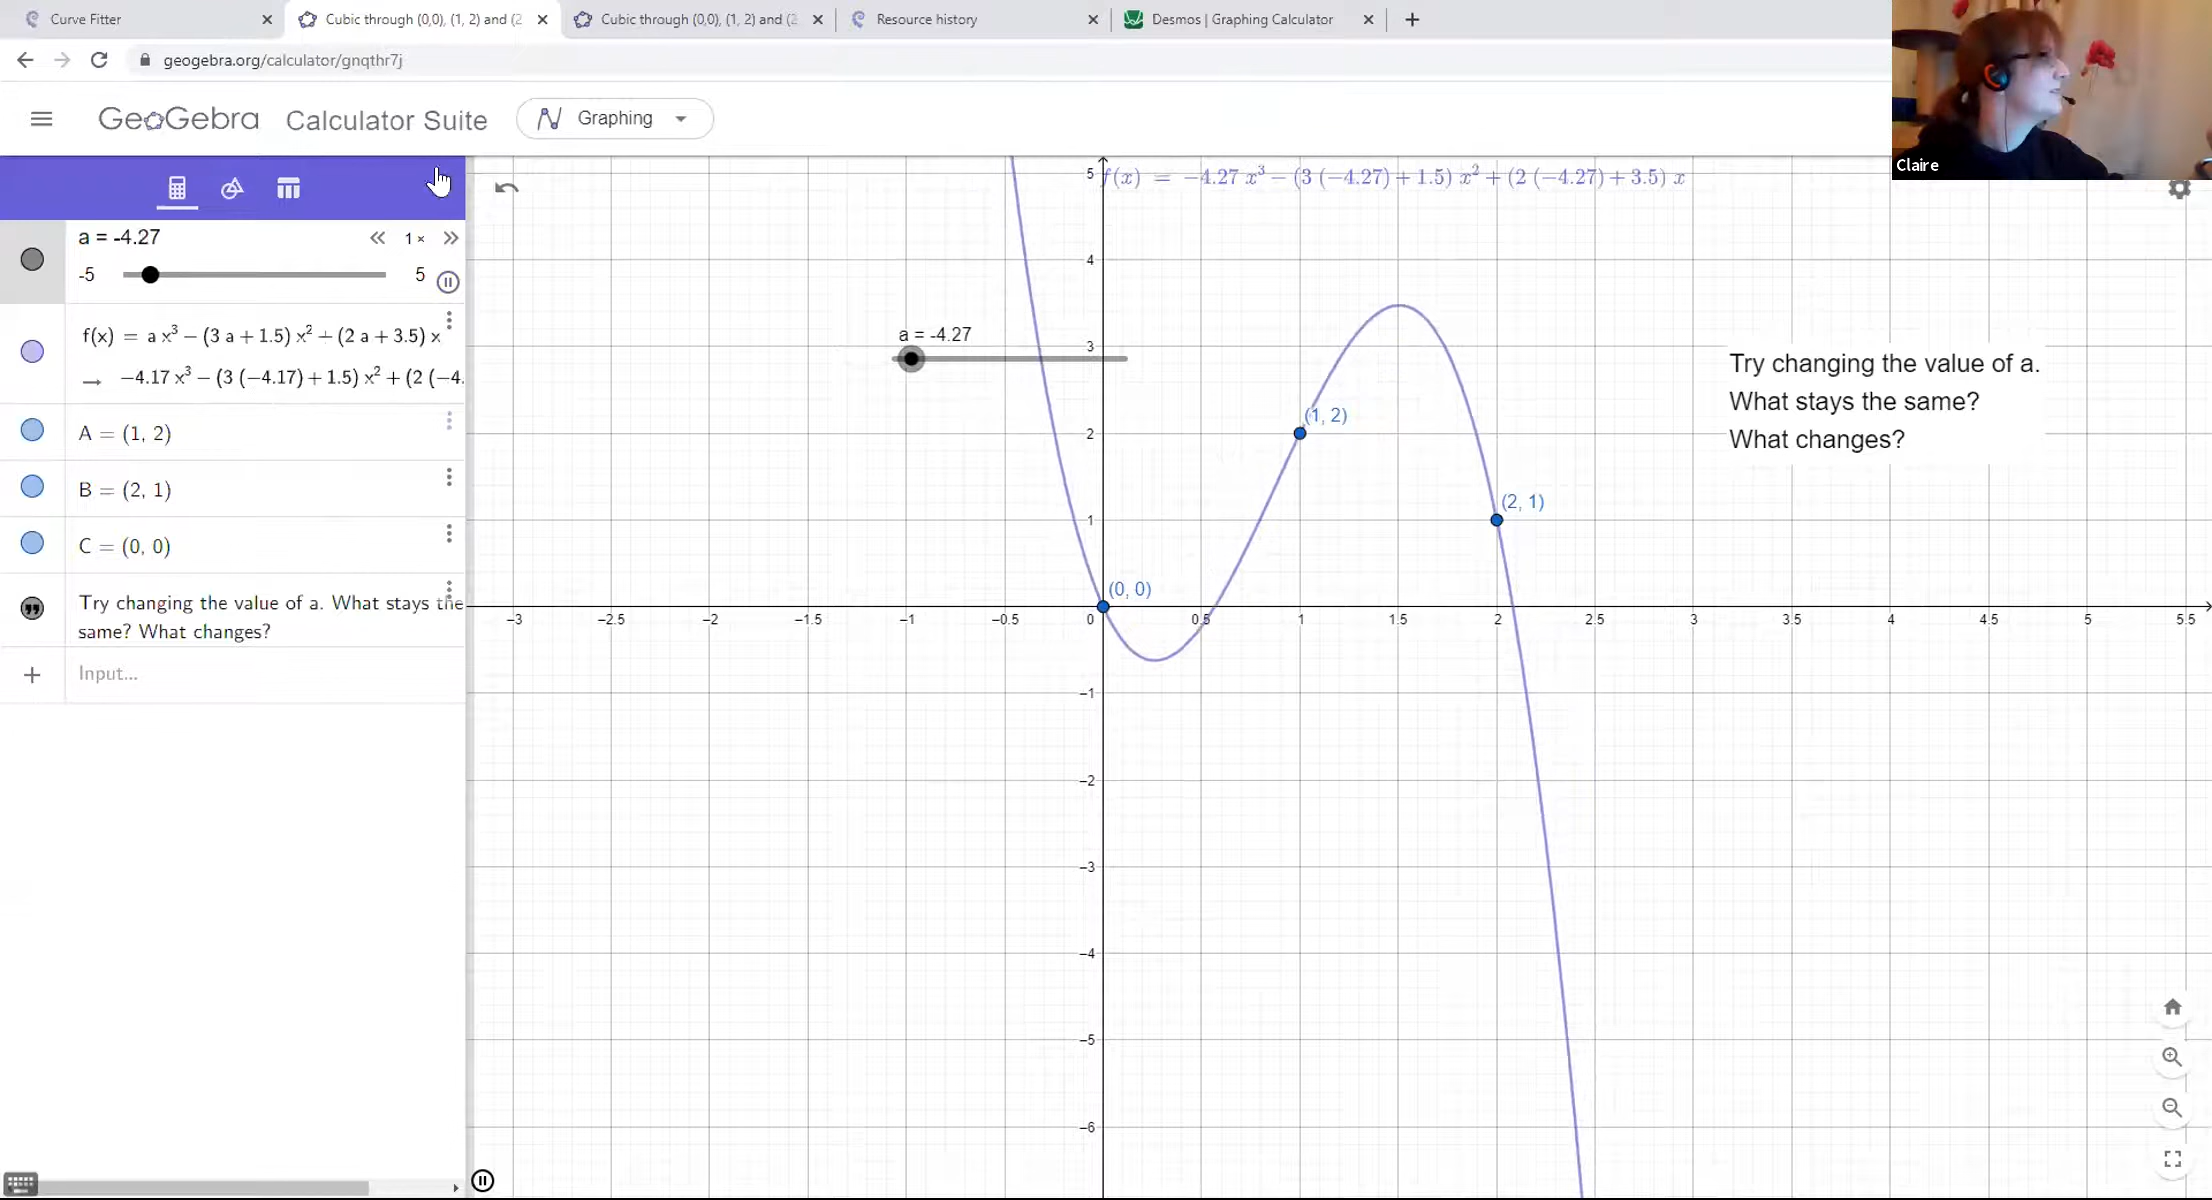 Curve Fitter
Cubic through (0,0), (1, 2) and (2
Cubic through (0,0), (1, 2) and (2
Resource history
Desmos | Graphing Calculator
geogebra.org/calculator/gnqthr7j
Claire
GeoGebra Calculator Suite
Graphing
a = -4.27
1 ×
-5
5
f(x) = a x³ − (3 a + 1.5) x² + (2 a + 3.5) x
→ −4.17 x³ − (3 (−4.17) + 1.5) x² + (2 (−4.
A = (1, 2)
B = (2, 1)
C = (0, 0)
Try changing the value of a. What stays the
same? What changes?
Input...
f(x) = −4.27 x³ − (3 (−4.27) + 1.5) x² + (2 (−4.27) + 3.5) x
a = -4.27
Try changing the value of a.
What stays the same?
What changes?
(1, 2)
(2, 1)
(0, 0)
5
4
3
2
1
−3 −2.5 −2 −1.5 −1 −0.5 0 0.5 1 1.5 2 2.5 3 3.5 4 4.5 5 5.5
−1
−2
−3
−4
−5
−6